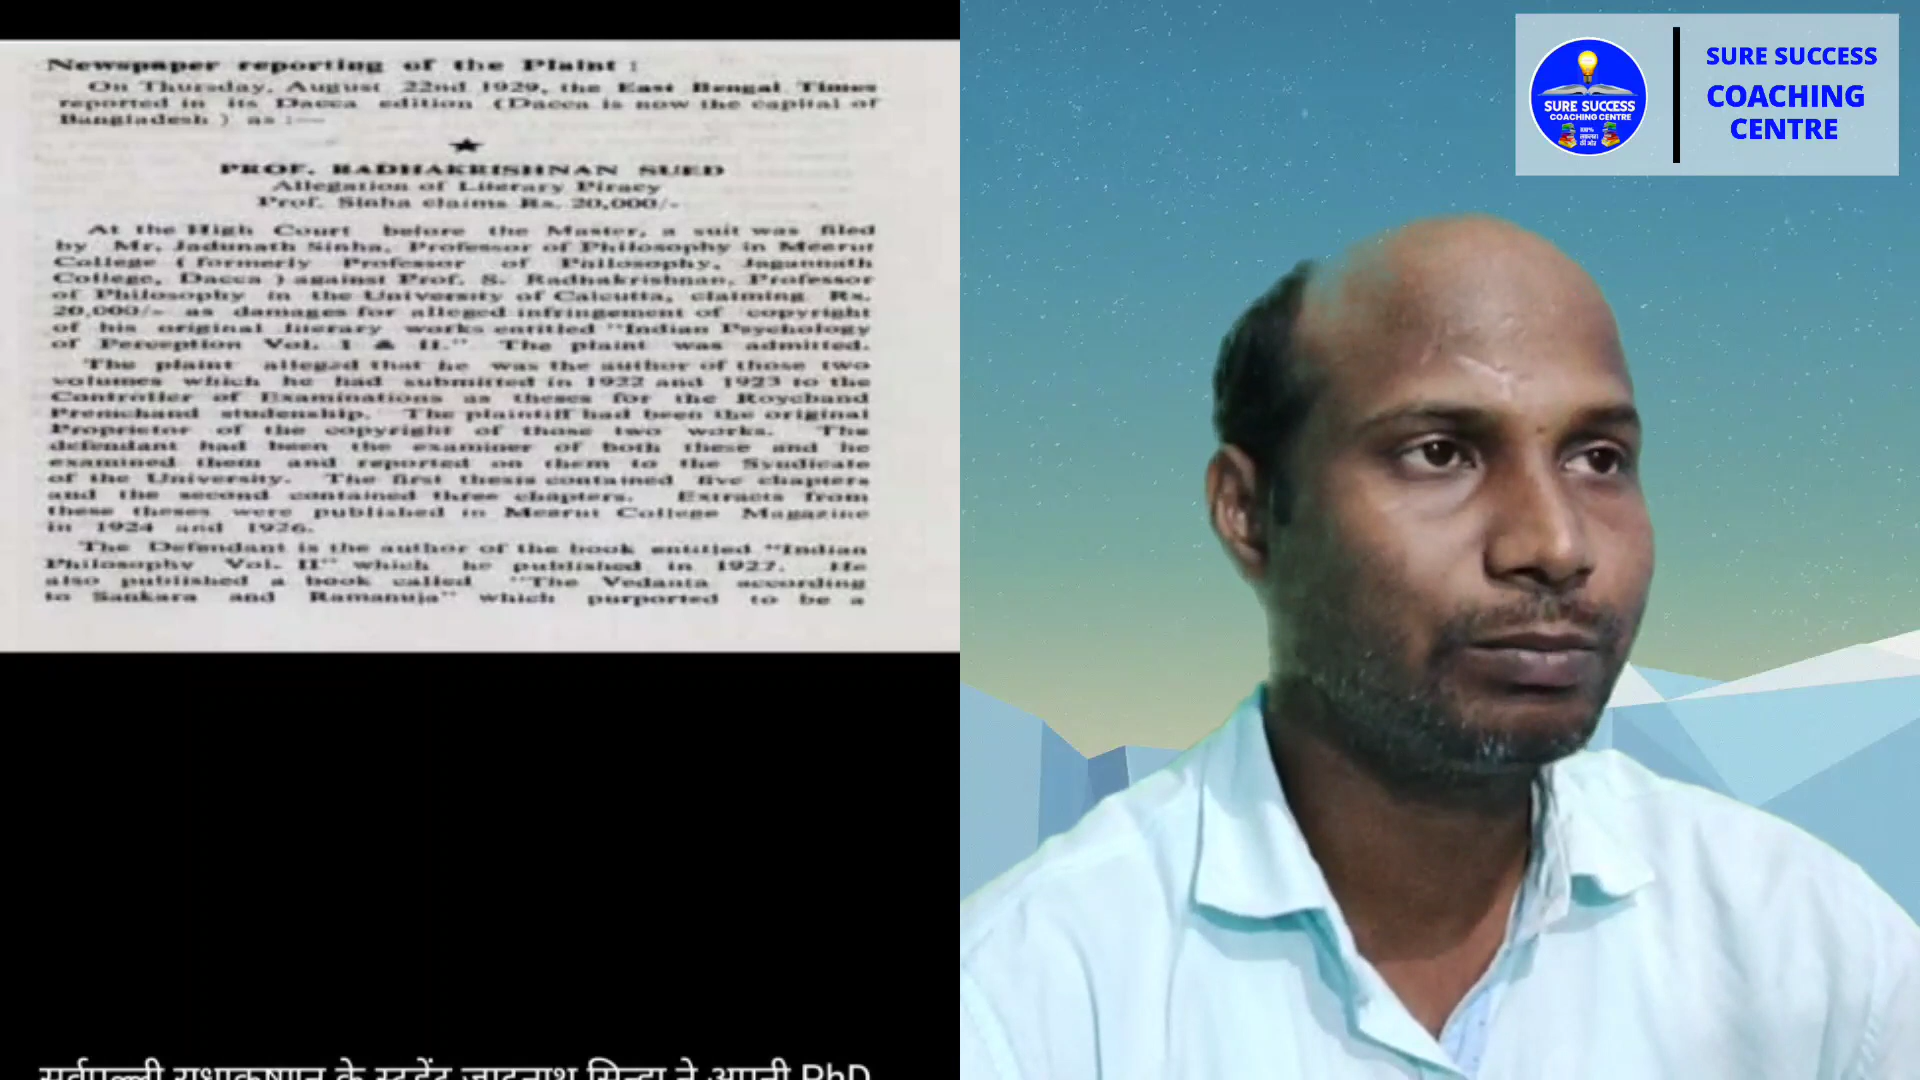 Newspaper reporting of the Plaint :
On Thursday, August 22nd 1929, the East Bengal Times
reported in its Dacca edition (Dacca is now the capital of
Bangladesh ) as :—
PROF. RADHAKRISHNAN SUED
Allegation of Literary Piracy
Prof. Sinha claims Rs. 20,000/-
At the High Court before the Master, a suit was filed
by Mr. Jadunath Sinha, Professor of Philosophy in Meerut
College ( formerly Professor of Philosophy, Jagannath
College, Dacca ) against Prof. S. Radhakrishnan, Professor
of Philosophy in the University of Calcutta, claiming Rs.
20,000/- as damages for alleged infringement of copyright
of his original literary works entitled "Indian Psychology
of Perception Vol. I & II." The plaint was admitted.
The plaint alleged that he was the author of those two
volumes which he had submitted in 1922 and 1923 to the
Controller of Examinations as theses for the Roychand
Premchand studenship. The plaintiff had been the original
Proprietor of the copyright of those two works. The
defendant had been the examiner of both these and he
examined them and reported on them to the Syndicate
of the University. The first thesis contained five chapters
and the second contained three chapters. Extracts from
these theses were published in Meerut College Magazine
in 1924 and 1926.
The Defendant is the author of the book entitled "Indian
Philosophy Vol. II" which he published in 1927. He
also published a book called "The Vedanta according
to Sankara and Ramanuja" which purported to be a
सर्वपल्ली राधाकृष्णन के स्टूडेंट जादूनाथ सिन्हा ने अपनी PhD
SURE SUCCESS
COACHING CENTRE
SURE SUCCESS
COACHING
CENTRE